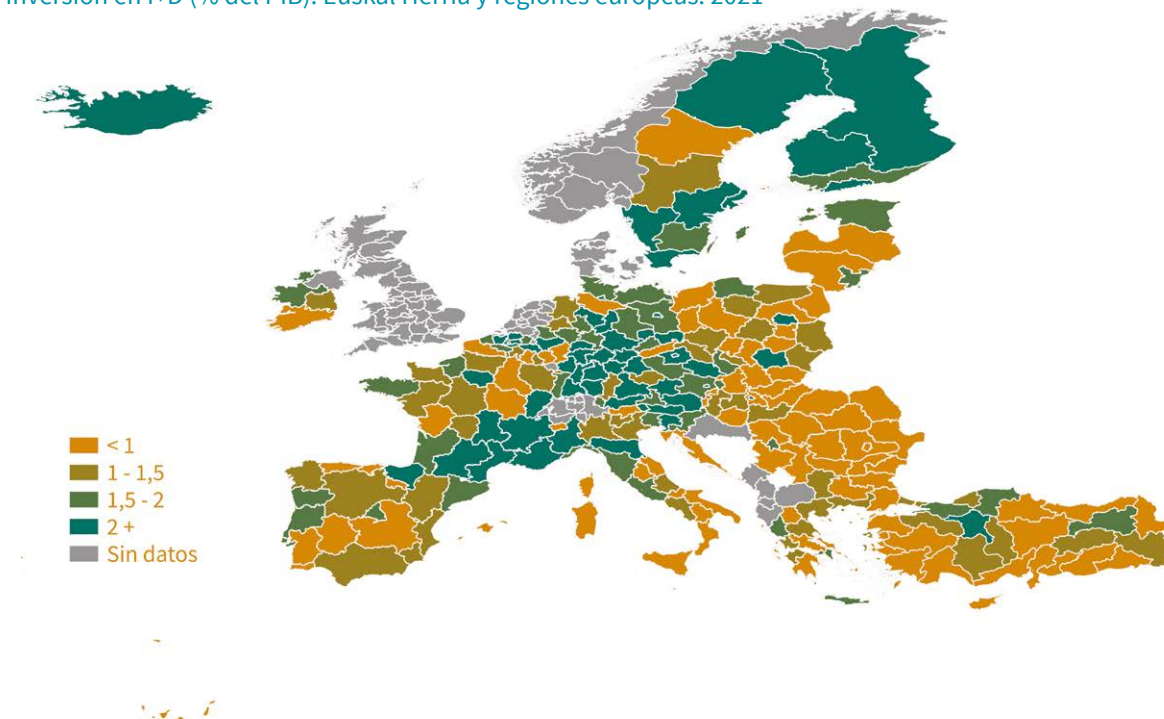 Inversión en I+D (% del PIB). Euskal Herria y regiones europeas. 2021
< 1
1 - 1,5
1,5 - 2
2 +
Sin datos